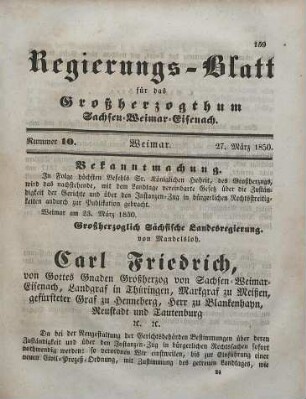 159
Regierungs-Blatt
für das
Großherzogthum
Sachsen-Weimar-Eisenach.
Nummer 10. Weimar. 27. März 1850.
Bekanntmachung.
In Folge höchsten Befehls Sr. Königlichen Hoheit, des Großherzogs,
wird das nachstehende, mit dem Landtage vereinbarte Gesetz über die Zustän-
digkeit der Gerichte und über den Instanzen-Zug in bürgerlichen Rechtsstreitig-
keiten andurch zur Publikation gebracht.
Weimar am 23. März 1850.
Großherzoglich Sächsische Landesregierung.
von Mandelsloh.
Carl Friedrich,
von Gottes Gnaden Großherzog von Sachsen-Weimar-
Eisenach, Landgraf in Thüringen, Markgraf zu Meißen,
gefürsteter Graf zu Henneberg, Herr zu Blankenhayn,
Neustadt und Tautenburg
ꝛc. ꝛc.
Da bei der Neugestaltung der Gerichtsbehörden Bestimmungen über deren
Zuständigkeit und über den Instanzen-Zug in bürgerlichen Rechtssachen sofort
nothwendig werden: so verordnen Wir einstweilen, bis zur Einführung einer
neuen Civil-Prozeß-Ordnung, mit Zustimmung des getreuen Landtages, wie